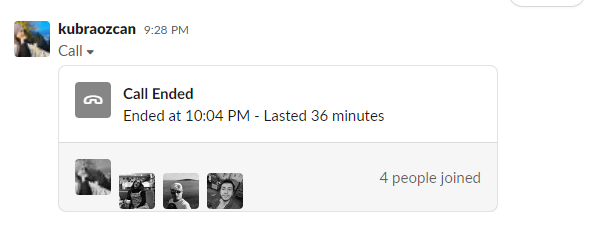 kubraozcan 9:28 PM
Call
Call Ended
Ended at 10:04 PM - Lasted 36 minutes
4 people joined